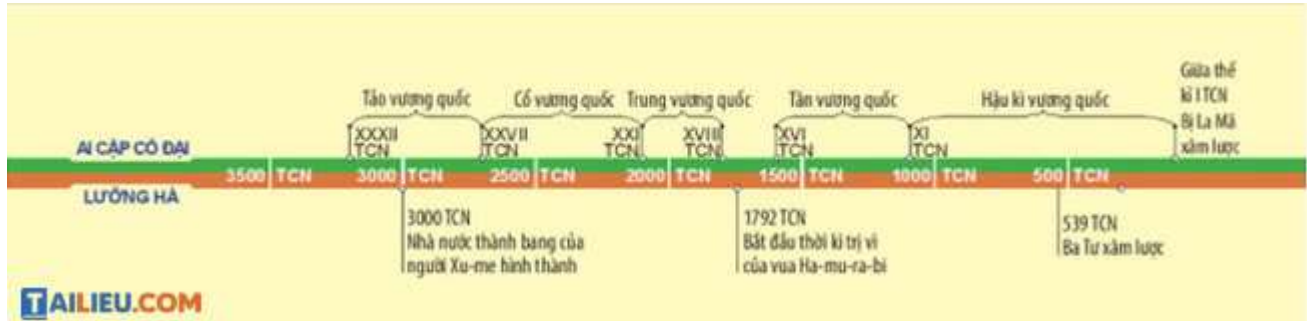 Giữa thế
kỉ I TCN
Bị La Mã
xâm lược
Tảo vương quốc
Cổ vương quốc
Trung vương quốc
Tân vương quốc
Hậu kì vương quốc
XXXII
TCN
XXVII
TCN
XXI
TCN
XVIII
TCN
XVI
TCN
XI
TCN
AI CẬP CỔ ĐẠI
3500 TCN
3000 TCN
2500 TCN
2000 TCN
1500 TCN
1000 TCN
500 TCN
LƯỠNG HÀ
3000 TCN
Nhà nước thành bang của
người Xu-me hình thành
1792 TCN
Bắt đầu thời kì trị vì
của vua Ha-mu-ra-bi
539 TCN
Ba Tư xâm lược
TAILIEU.COM